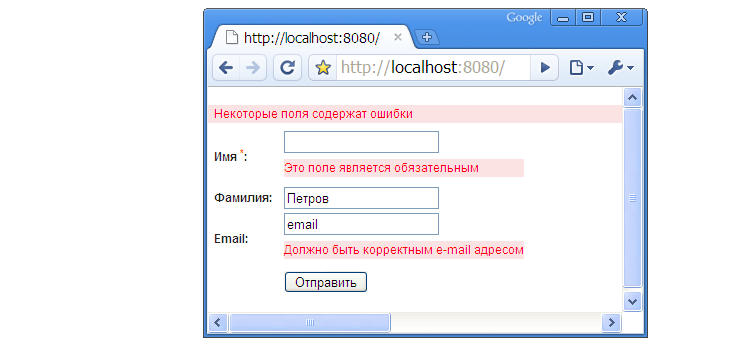 Google
http://localhost:8080/
http://localhost:8080/
Некоторые поля содержат ошибки
Имя *:
Это поле является обязательным
Фамилия: Петров
Email: email
Должно быть корректным e-mail адресом
Отправить